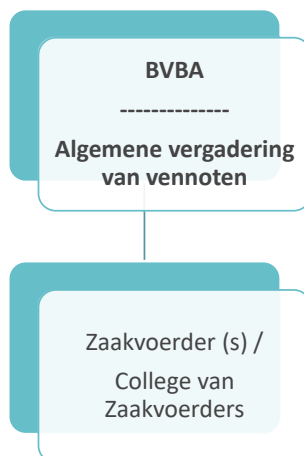 BVBA
--------------
Algemene vergadering
van vennoten
Zaakvoerder (s) /
College van
Zaakvoerders